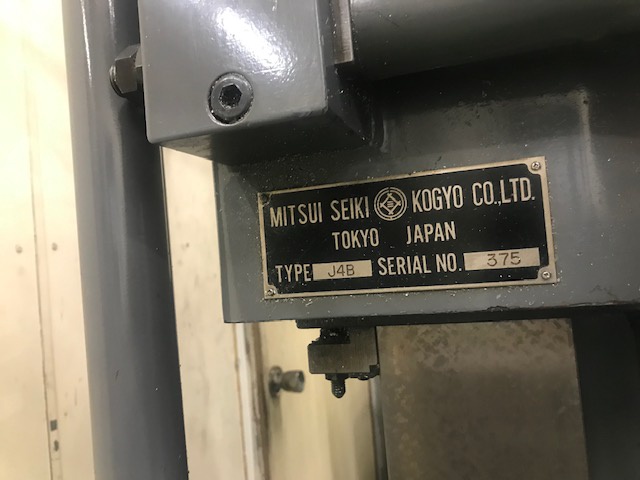 MITSUI SEIKI KOGYO CO.,LTD.
TOKYO JAPAN
TYPE J4B SERIAL NO. 375